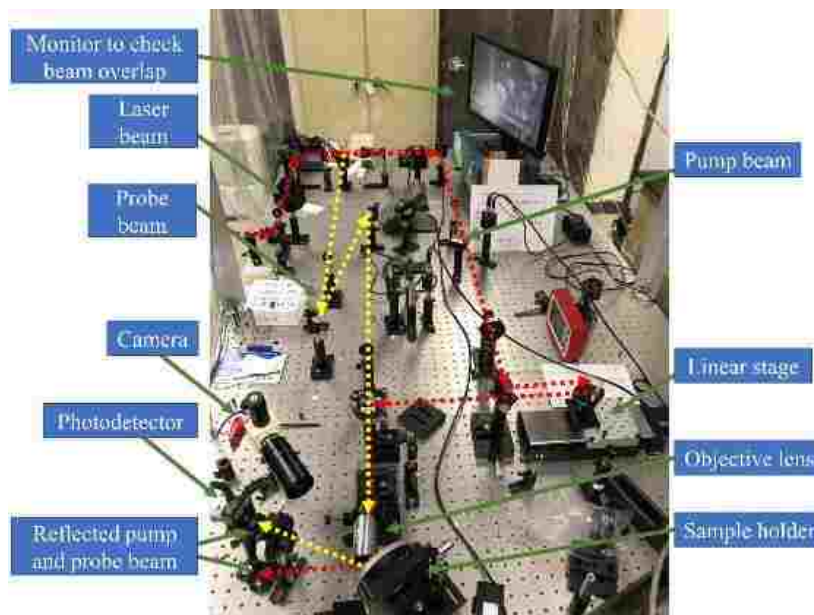 Monitor to check
beam overlap
Laser
beam
Probe
beam
Pump beam
Camera
Linear stage
Photodetector
Objective lens
Reflected pump
and probe beam
Sample holder